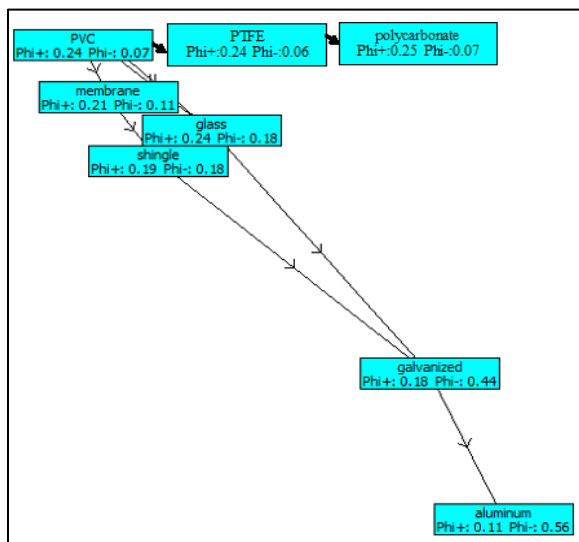 PVC
Phi+: 0.24 Phi-: 0.07
PTFE
Phi+:0.24 Phi-:0.06
polycarbonate
Phi+:0.25 Phi-:0.07
membrane
Phi+: 0.21 Phi-: 0.11
glass
Phi+: 0.24 Phi-: 0.18
shingle
Phi+: 0.19 Phi-: 0.18
galvanized
Phi+: 0.18 Phi-: 0.44
aluminum
Phi+: 0.11 Phi-: 0.56